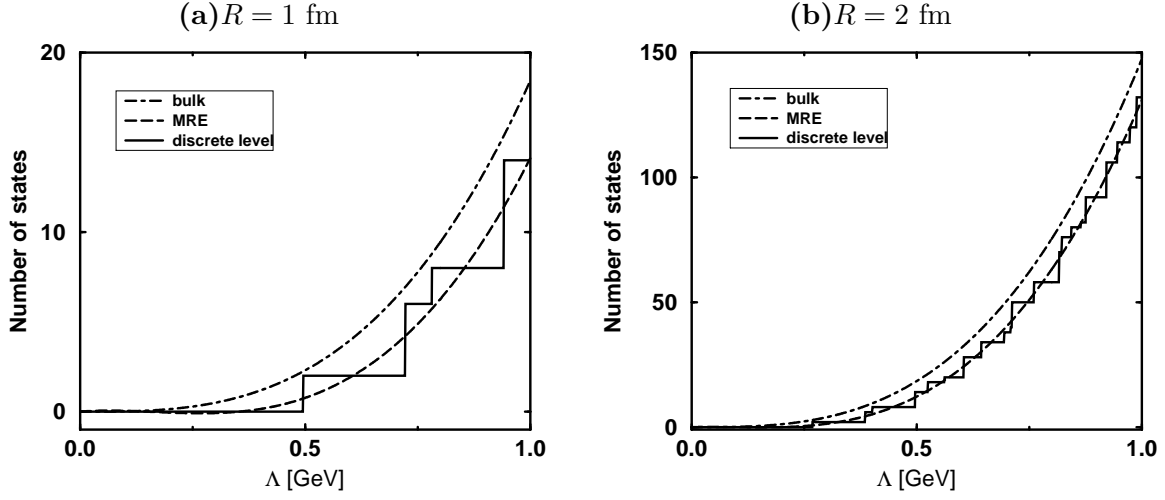 (a)R = 1 fm
20
15
10
5
0
0.0
0.5
1.0
Number of states
Λ [GeV]
bulk
MRE
discrete level
(b)R = 2 fm
150
100
50
0
0.0
0.5
1.0
Number of states
Λ [GeV]
bulk
MRE
discrete level